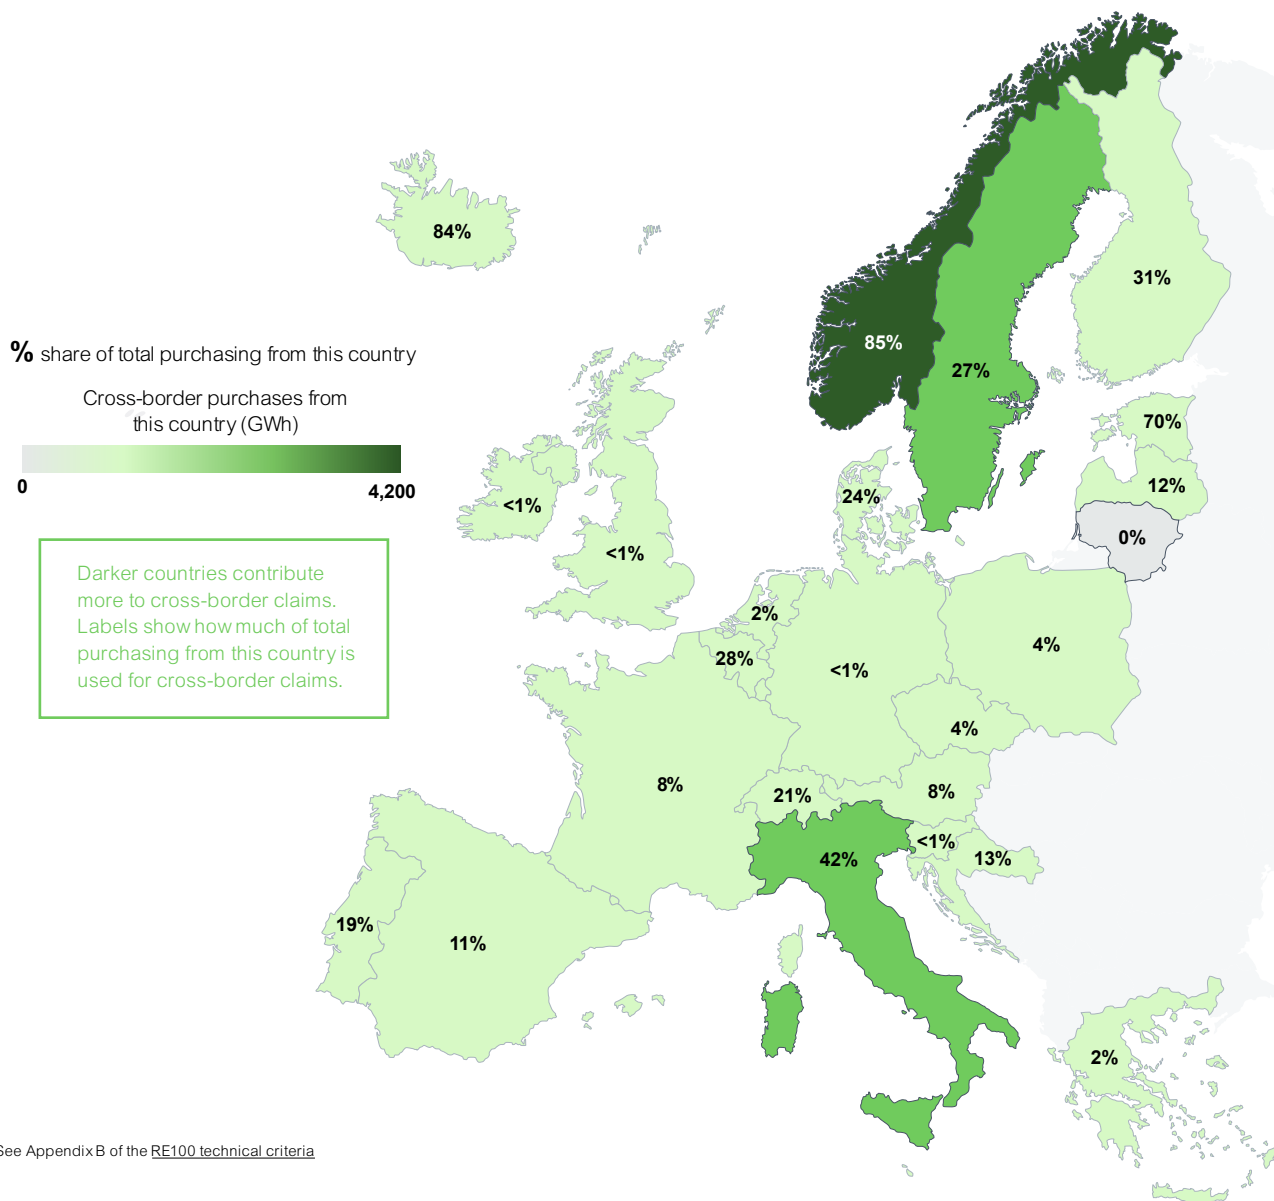 84%
31%
85%
% share of total purchasing from this country
27%
Cross-border purchases from
this country (GWh)
70%
0
4,200
12%
24%
<1%
0%
<1%
Darker countries contribute
more to cross-border claims.
Labels show how much of total
purchasing from this country is
used for cross-border claims.
2%
28%
<1%
4%
4%
8%
21%
8%
<1%
42%
13%
19%
11%
2%
See Appendix B of the RE100 technical criteria